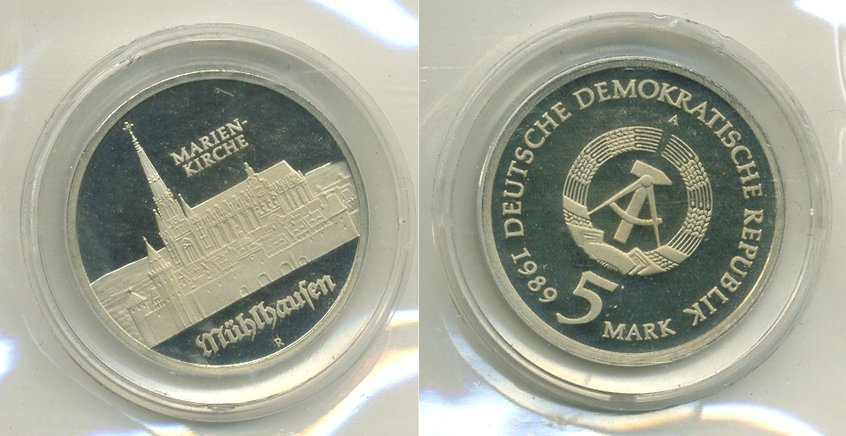 MARIEN-
KIRCHE
Mühlhausen
R
1989 DEUTSCHE DEMOKRATISCHE REPUBLIK
A
5
MARK